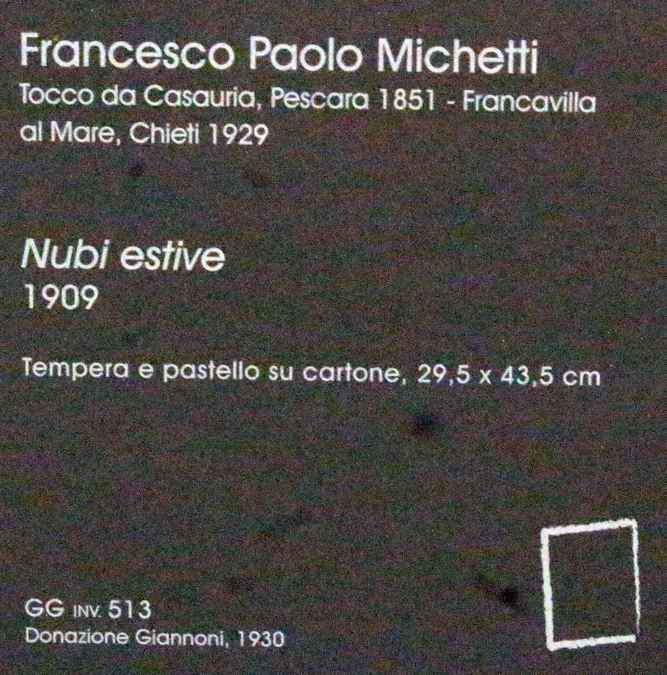 Francesco Paolo Michetti
Tocco da Casauria, Pescara 1851 - Francavilla
al Mare, Chieti 1929
Nubi estive
1909
Tempera e pastello su cartone, 29,5 x 43,5 cm
GG INV. 513
Donazione Giannoni, 1930